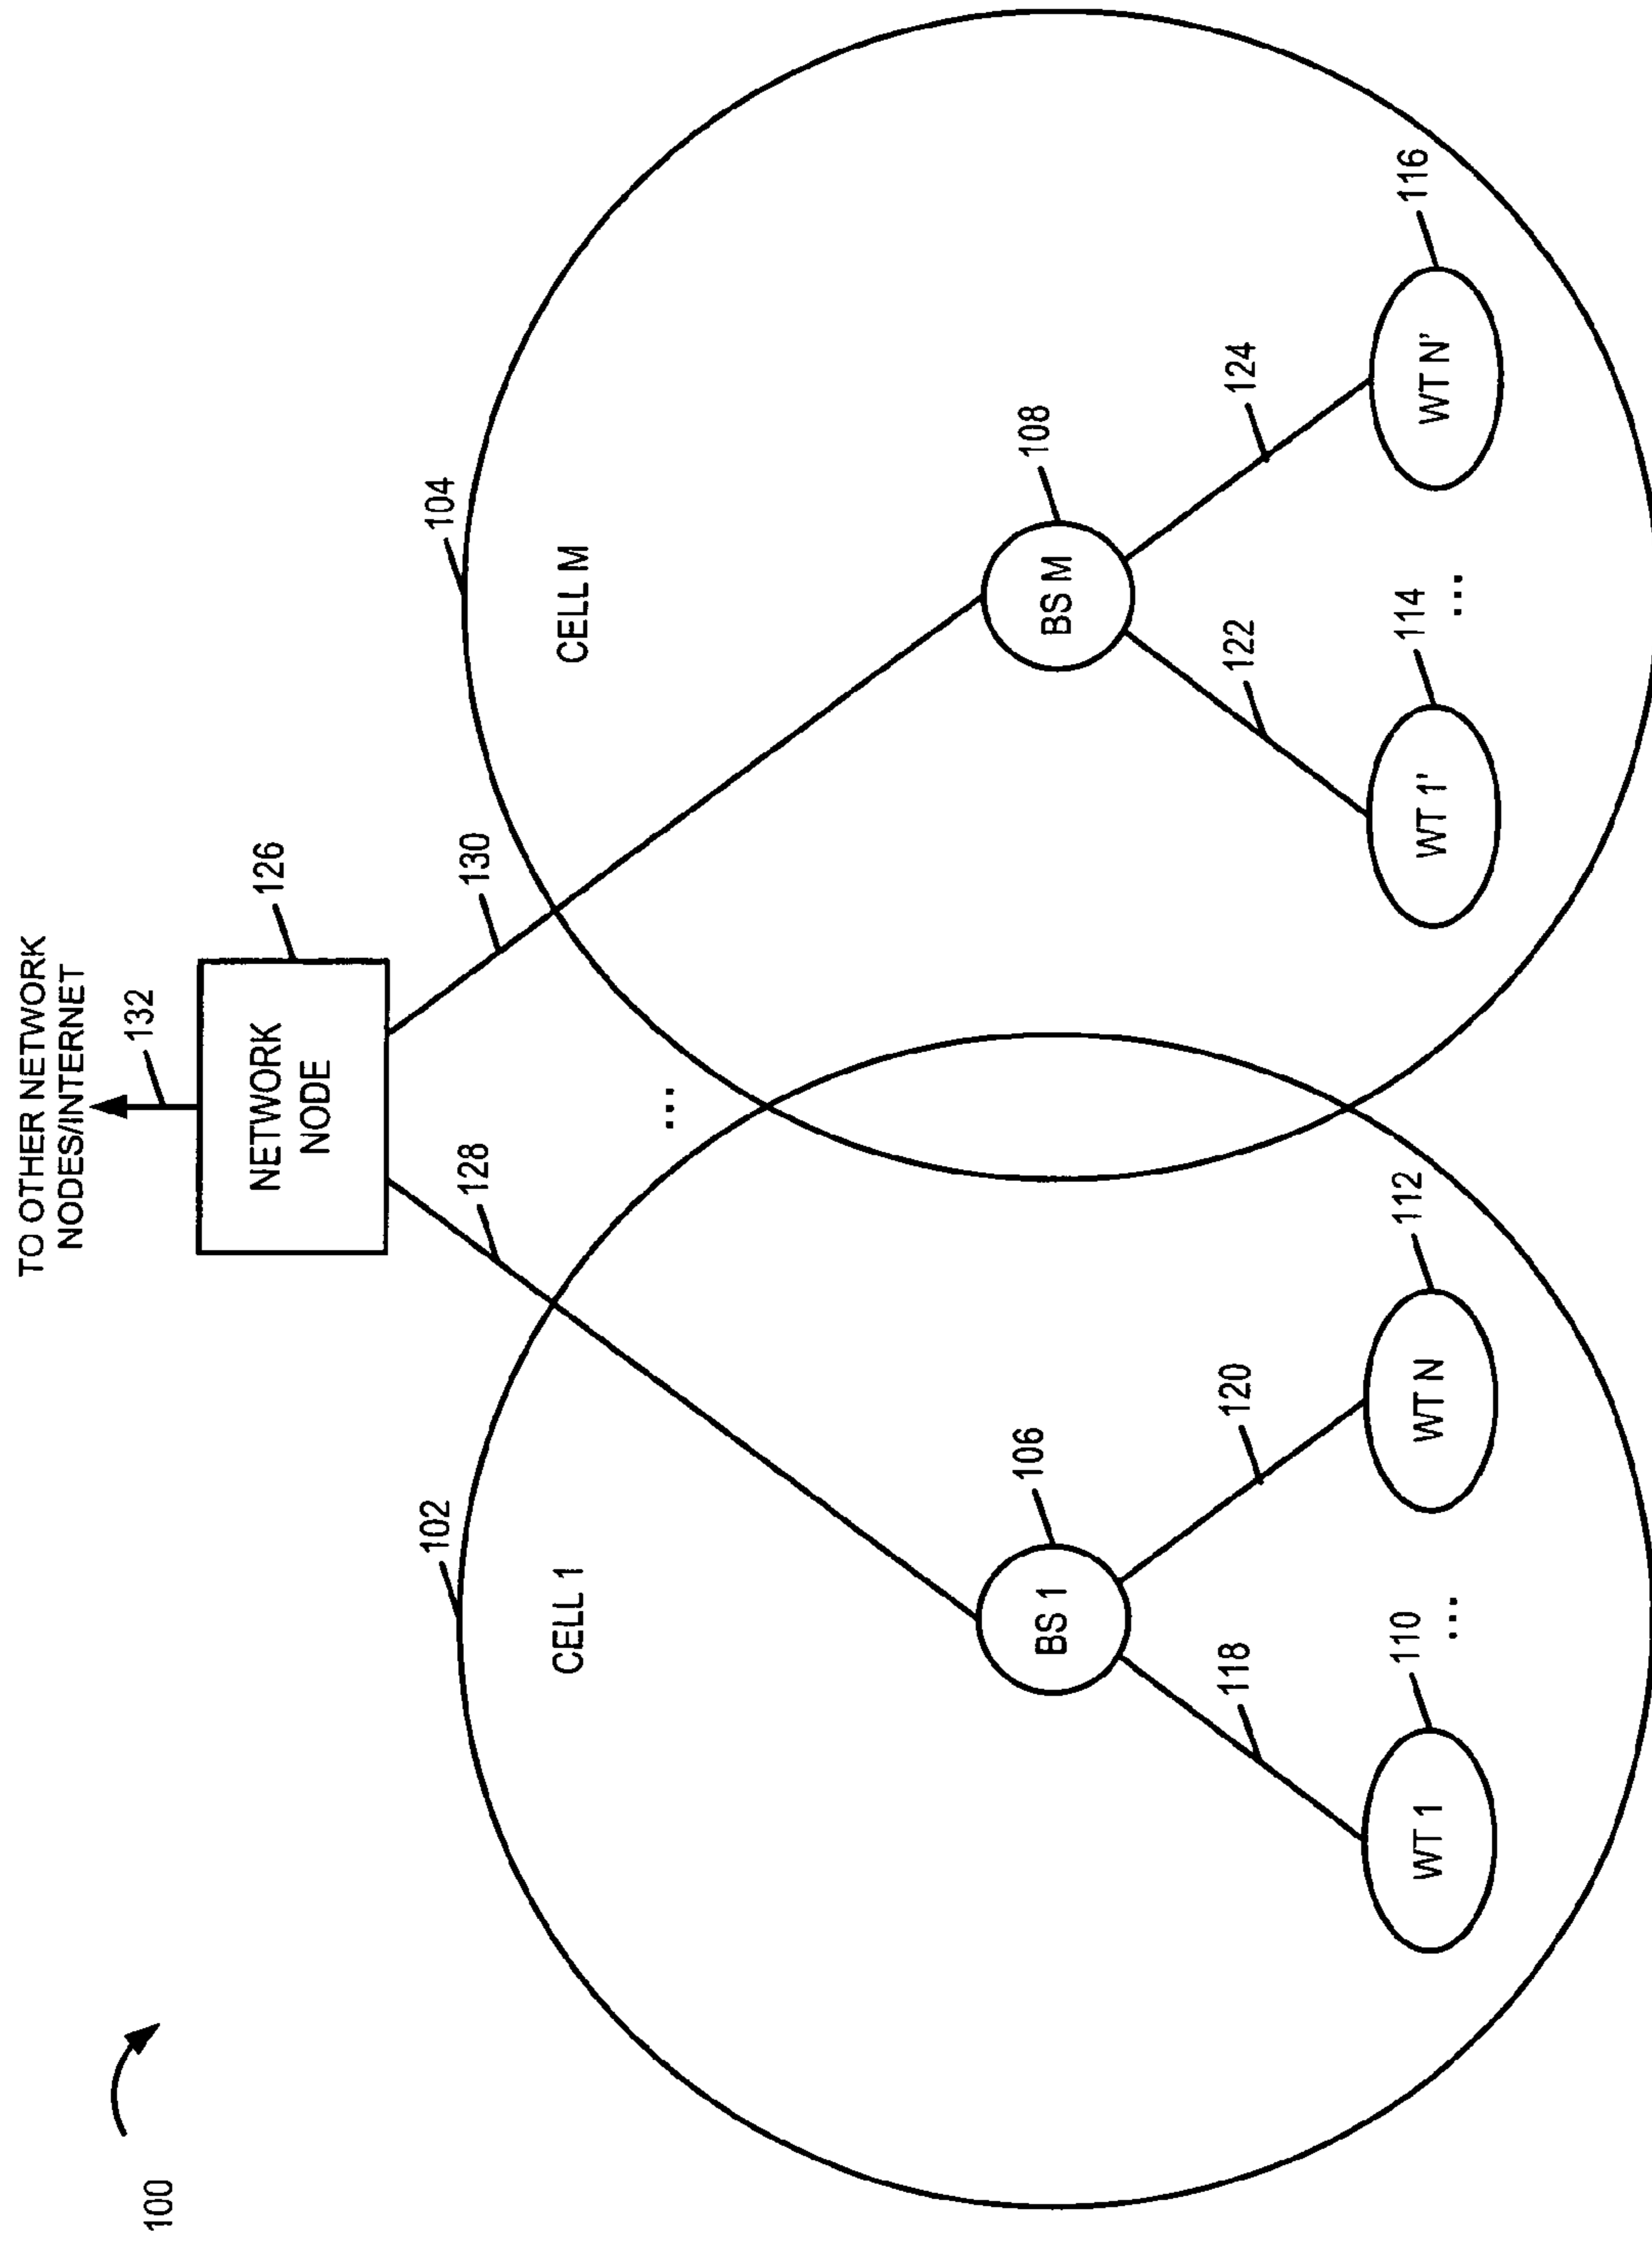 TO OTHER NETWORK
NODES/INTERNET
100
132
NETWORK
NODE
126
128
130
...
102
104
CELL 1
CELL M
106
108
BS 1
BS M
118
120
122
124
110
112
114
116
WT 1
...
WT N
WT 1'
...
WT N'